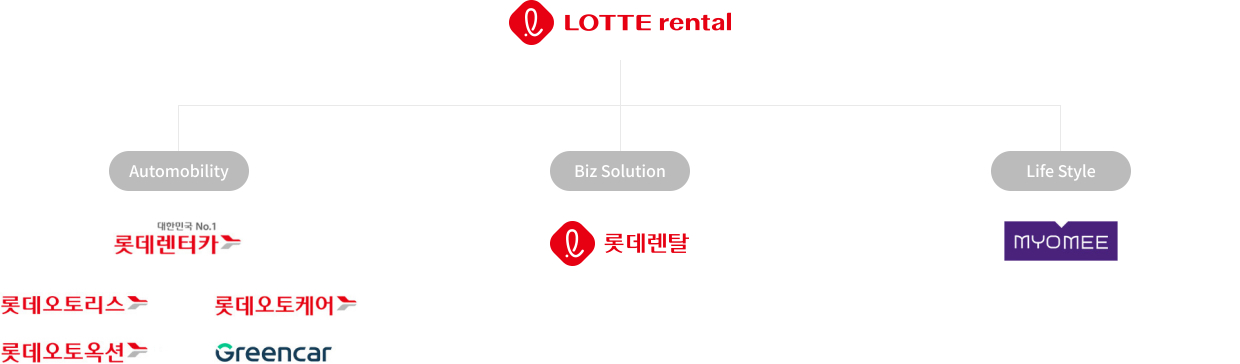 LOTTE rental
Automobility
Biz Solution
Life Style
대한민국 No.1
롯데렌터카
롯데렌탈
MYOMEE
롯데오토리스
롯데오토케어
롯데오토옥션
Greencar